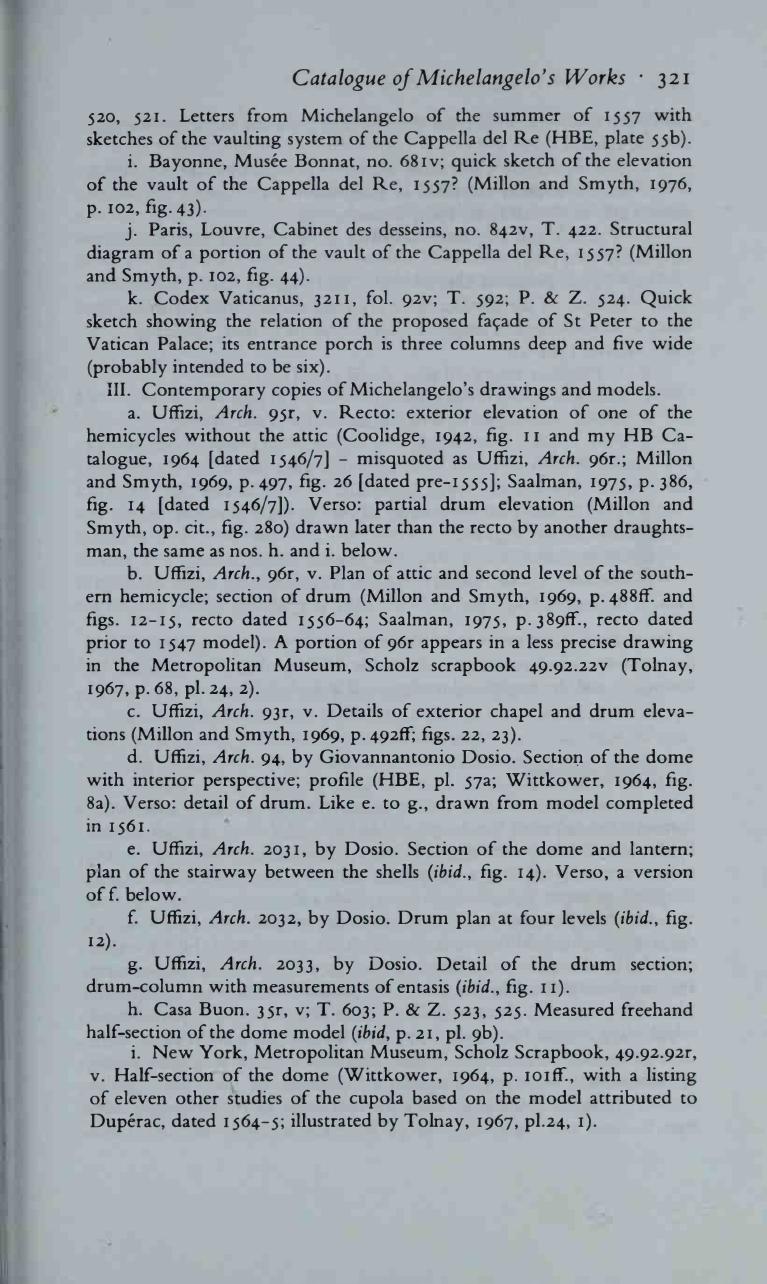 Catalogue of Michelangelo's Works · 321
520, 521. Letters from Michelangelo of the summer of 1557 with
sketches of the vaulting system of the Cappella del Re (HBE, plate 55b).
i. Bayonne, Musée Bonnat, no. 681v; quick sketch of the elevation
of the vault of the Cappella del Re, 1557? (Millon and Smyth, 1976,
p. 102, fig. 43).
j. Paris, Louvre, Cabinet des desseins, no. 842v, T. 422. Structural
diagram of a portion of the vault of the Cappella del Re, 1557? (Millon
and Smyth, p. 102, fig. 44).
k. Codex Vaticanus, 3211, fol. 92v; T. 592; P. & Z. 524. Quick
sketch showing the relation of the proposed façade of St Peter to the
Vatican Palace; its entrance porch is three columns deep and five wide
(probably intended to be six).
III. Contemporary copies of Michelangelo's drawings and models.
a. Uffizi, Arch. 95r, v. Recto: exterior elevation of one of the
hemicycles without the attic (Coolidge, 1942, fig. 11 and my HB Ca-
talogue, 1964 [dated 1546/7] – misquoted as Uffizi, Arch. 96r.; Millon
and Smyth, 1969, p. 497, fig. 26 [dated pre-1555]; Saalman, 1975, p. 386,
fig. 14 [dated 1546/7]). Verso: partial drum elevation (Millon and
Smyth, op. cit., fig. 280) drawn later than the recto by another draughts-
man, the same as nos. h. and i. below.
b. Uffizi, Arch., 96r, v. Plan of attic and second level of the south-
ern hemicycle; section of drum (Millon and Smyth, 1969, p. 488ff. and
figs. 12–15, recto dated 1556–64; Saalman, 1975, p. 389ff., recto dated
prior to 1547 model). A portion of 96r appears in a less precise drawing
in the Metropolitan Museum, Scholz scrapbook 49.92.22v (Tolnay,
1967, p. 68, pl. 24, 2).
c. Uffizi, Arch. 93r, v. Details of exterior chapel and drum eleva-
tions (Millon and Smyth, 1969, p. 492ff; figs. 22, 23).
d. Uffizi, Arch. 94, by Giovannantonio Dosio. Section of the dome
with interior perspective; profile (HBE, pl. 57a; Wittkower, 1964, fig.
8a). Verso: detail of drum. Like e. to g., drawn from model completed
in 1561.
e. Uffizi, Arch. 2031, by Dosio. Section of the dome and lantern;
plan of the stairway between the shells (ibid., fig. 14). Verso, a version
of f. below.
f. Uffizi, Arch. 2032, by Dosio. Drum plan at four levels (ibid., fig.
12).
g. Uffizi, Arch. 2033, by Dosio. Detail of the drum section;
drum-column with measurements of entasis (ibid., fig. 11).
h. Casa Buon. 35r, v; T. 603; P. & Z. 523, 525. Measured freehand
half-section of the dome model (ibid, p. 21, pl. 9b).
i. New York, Metropolitan Museum, Scholz Scrapbook, 49.92.92r,
v. Half-section of the dome (Wittkower, 1964, p. 101ff., with a listing
of eleven other studies of the cupola based on the model attributed to
Dupérac, dated 1564–5; illustrated by Tolnay, 1967, pl.24, 1).